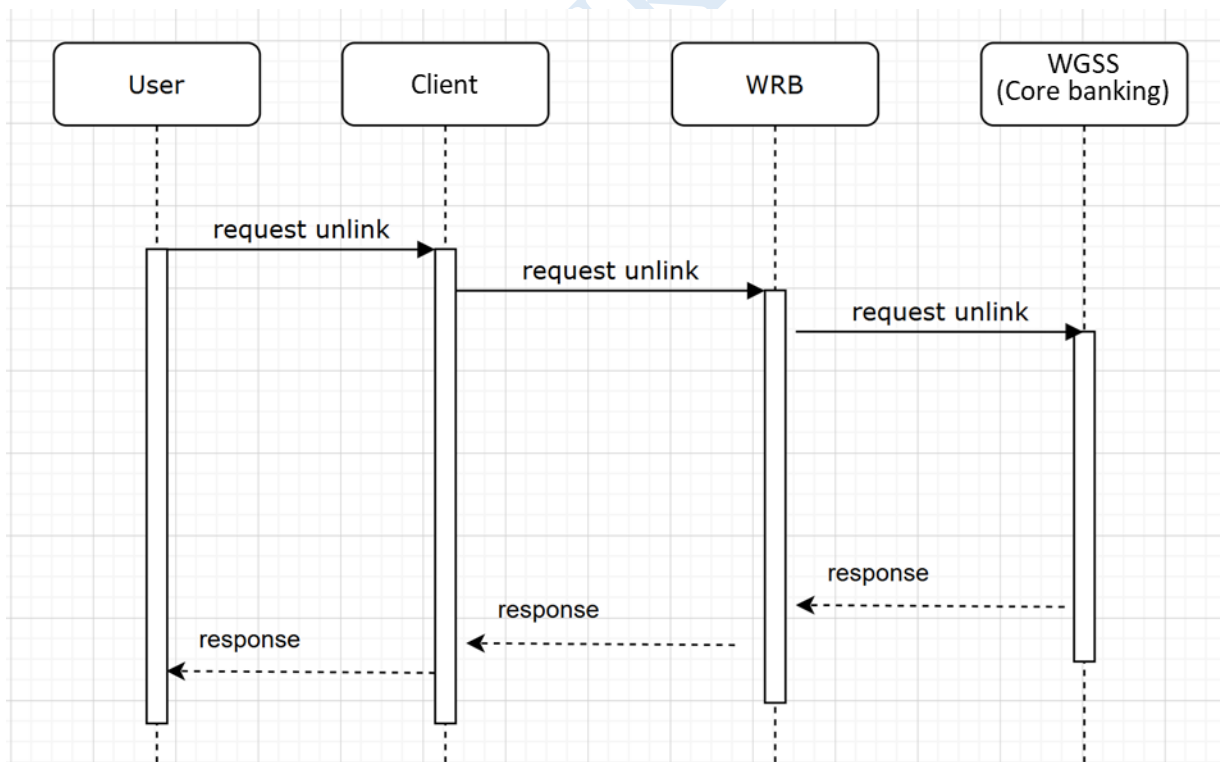 User
Client
WRB
WGSS
(Core banking)
request unlink
request unlink
request unlink
response
response
response